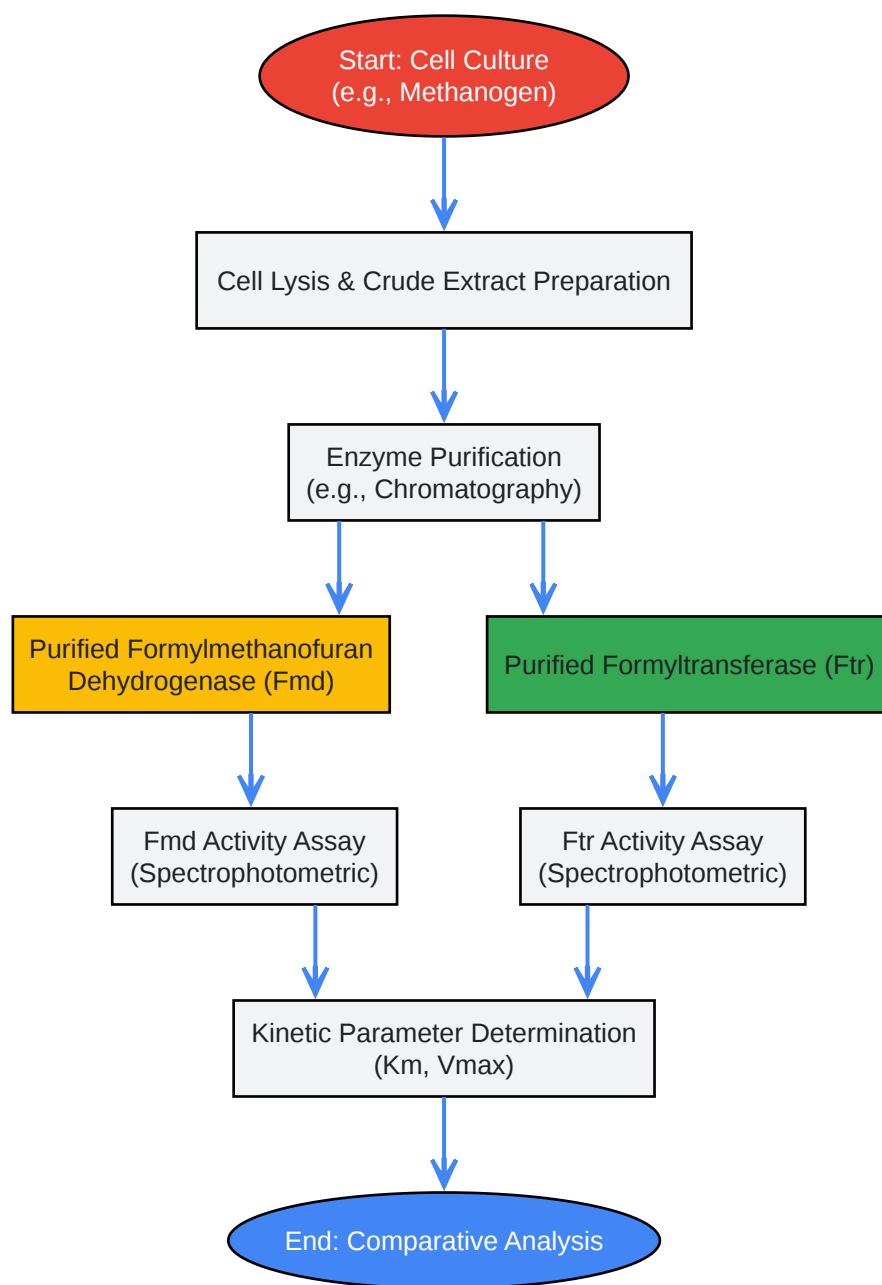 Start: Cell Culture
(e.g., Methanogen)
Cell Lysis & Crude Extract Preparation
Enzyme Purification
(e.g., Chromatography)
Purified Formylmethanofuran
Dehydrogenase (Fmd)
Purified Formyltransferase (Ftr)
Fmd Activity Assay
(Spectrophotometric)
Ftr Activity Assay
(Spectrophotometric)
Kinetic Parameter Determination
(Km, Vmax)
End: Comparative Analysis